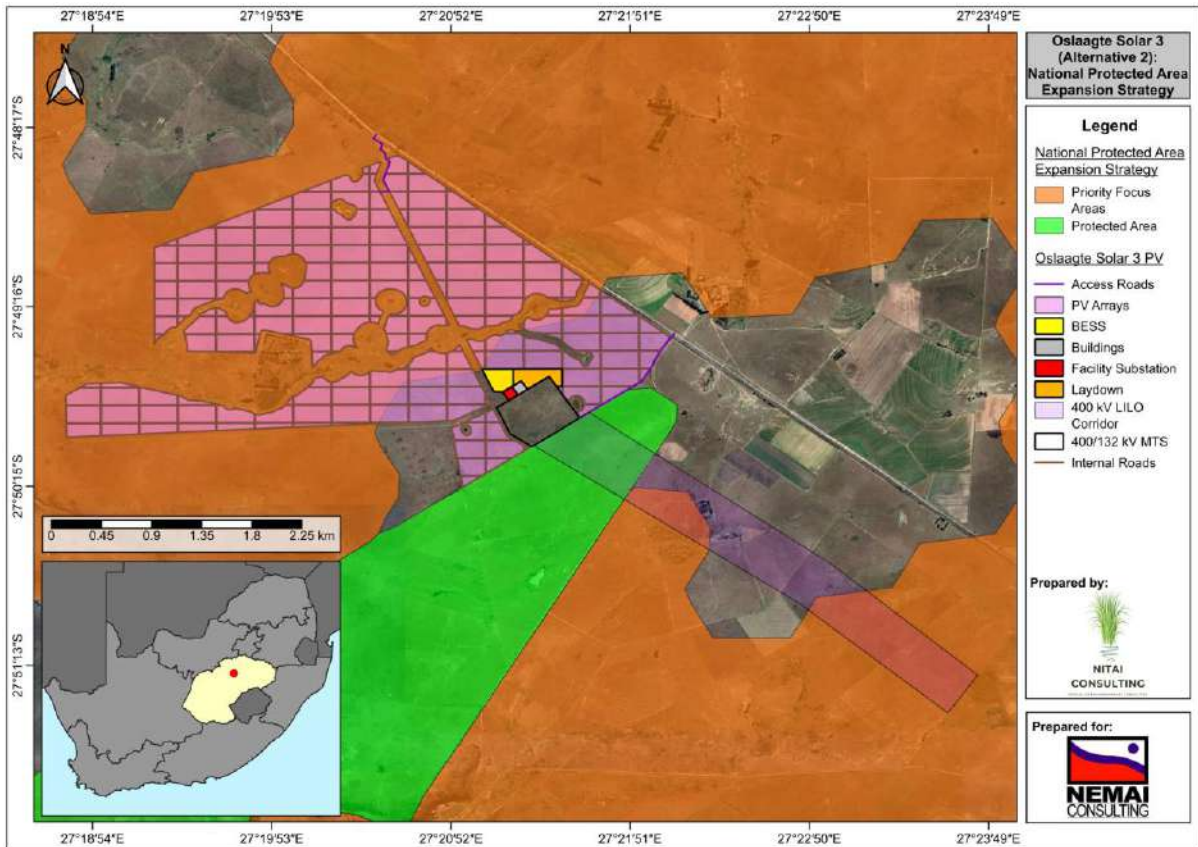 27°18'54"E 27°19'53"E 27°20'52"E 27°21'51"E 27°22'50"E 27°23'49"E
Oslaagte Solar 3
(Alternative 2):
National Protected Area
Expansion Strategy
N
27°48'17"S
27°49'16"S
27°50'15"S
27°51'13"S
Legend
National Protected Area
Expansion Strategy
Priority Focus
Areas
Protected Area
Oslaagte Solar 3 PV
Access Roads
PV Arrays
BESS
Buildings
Facility Substation
Laydown
400 kV LILO
Corridor
400/132 kV MTS
Internal Roads
0 0.45 0.9 1.35 1.8 2.25 km
Prepared by:
NITAI
CONSULTING
Prepared for:
NEMAI
CONSULTING
27°18'54"E 27°19'53"E 27°20'52"E 27°21'51"E 27°22'50"E 27°23'49"E